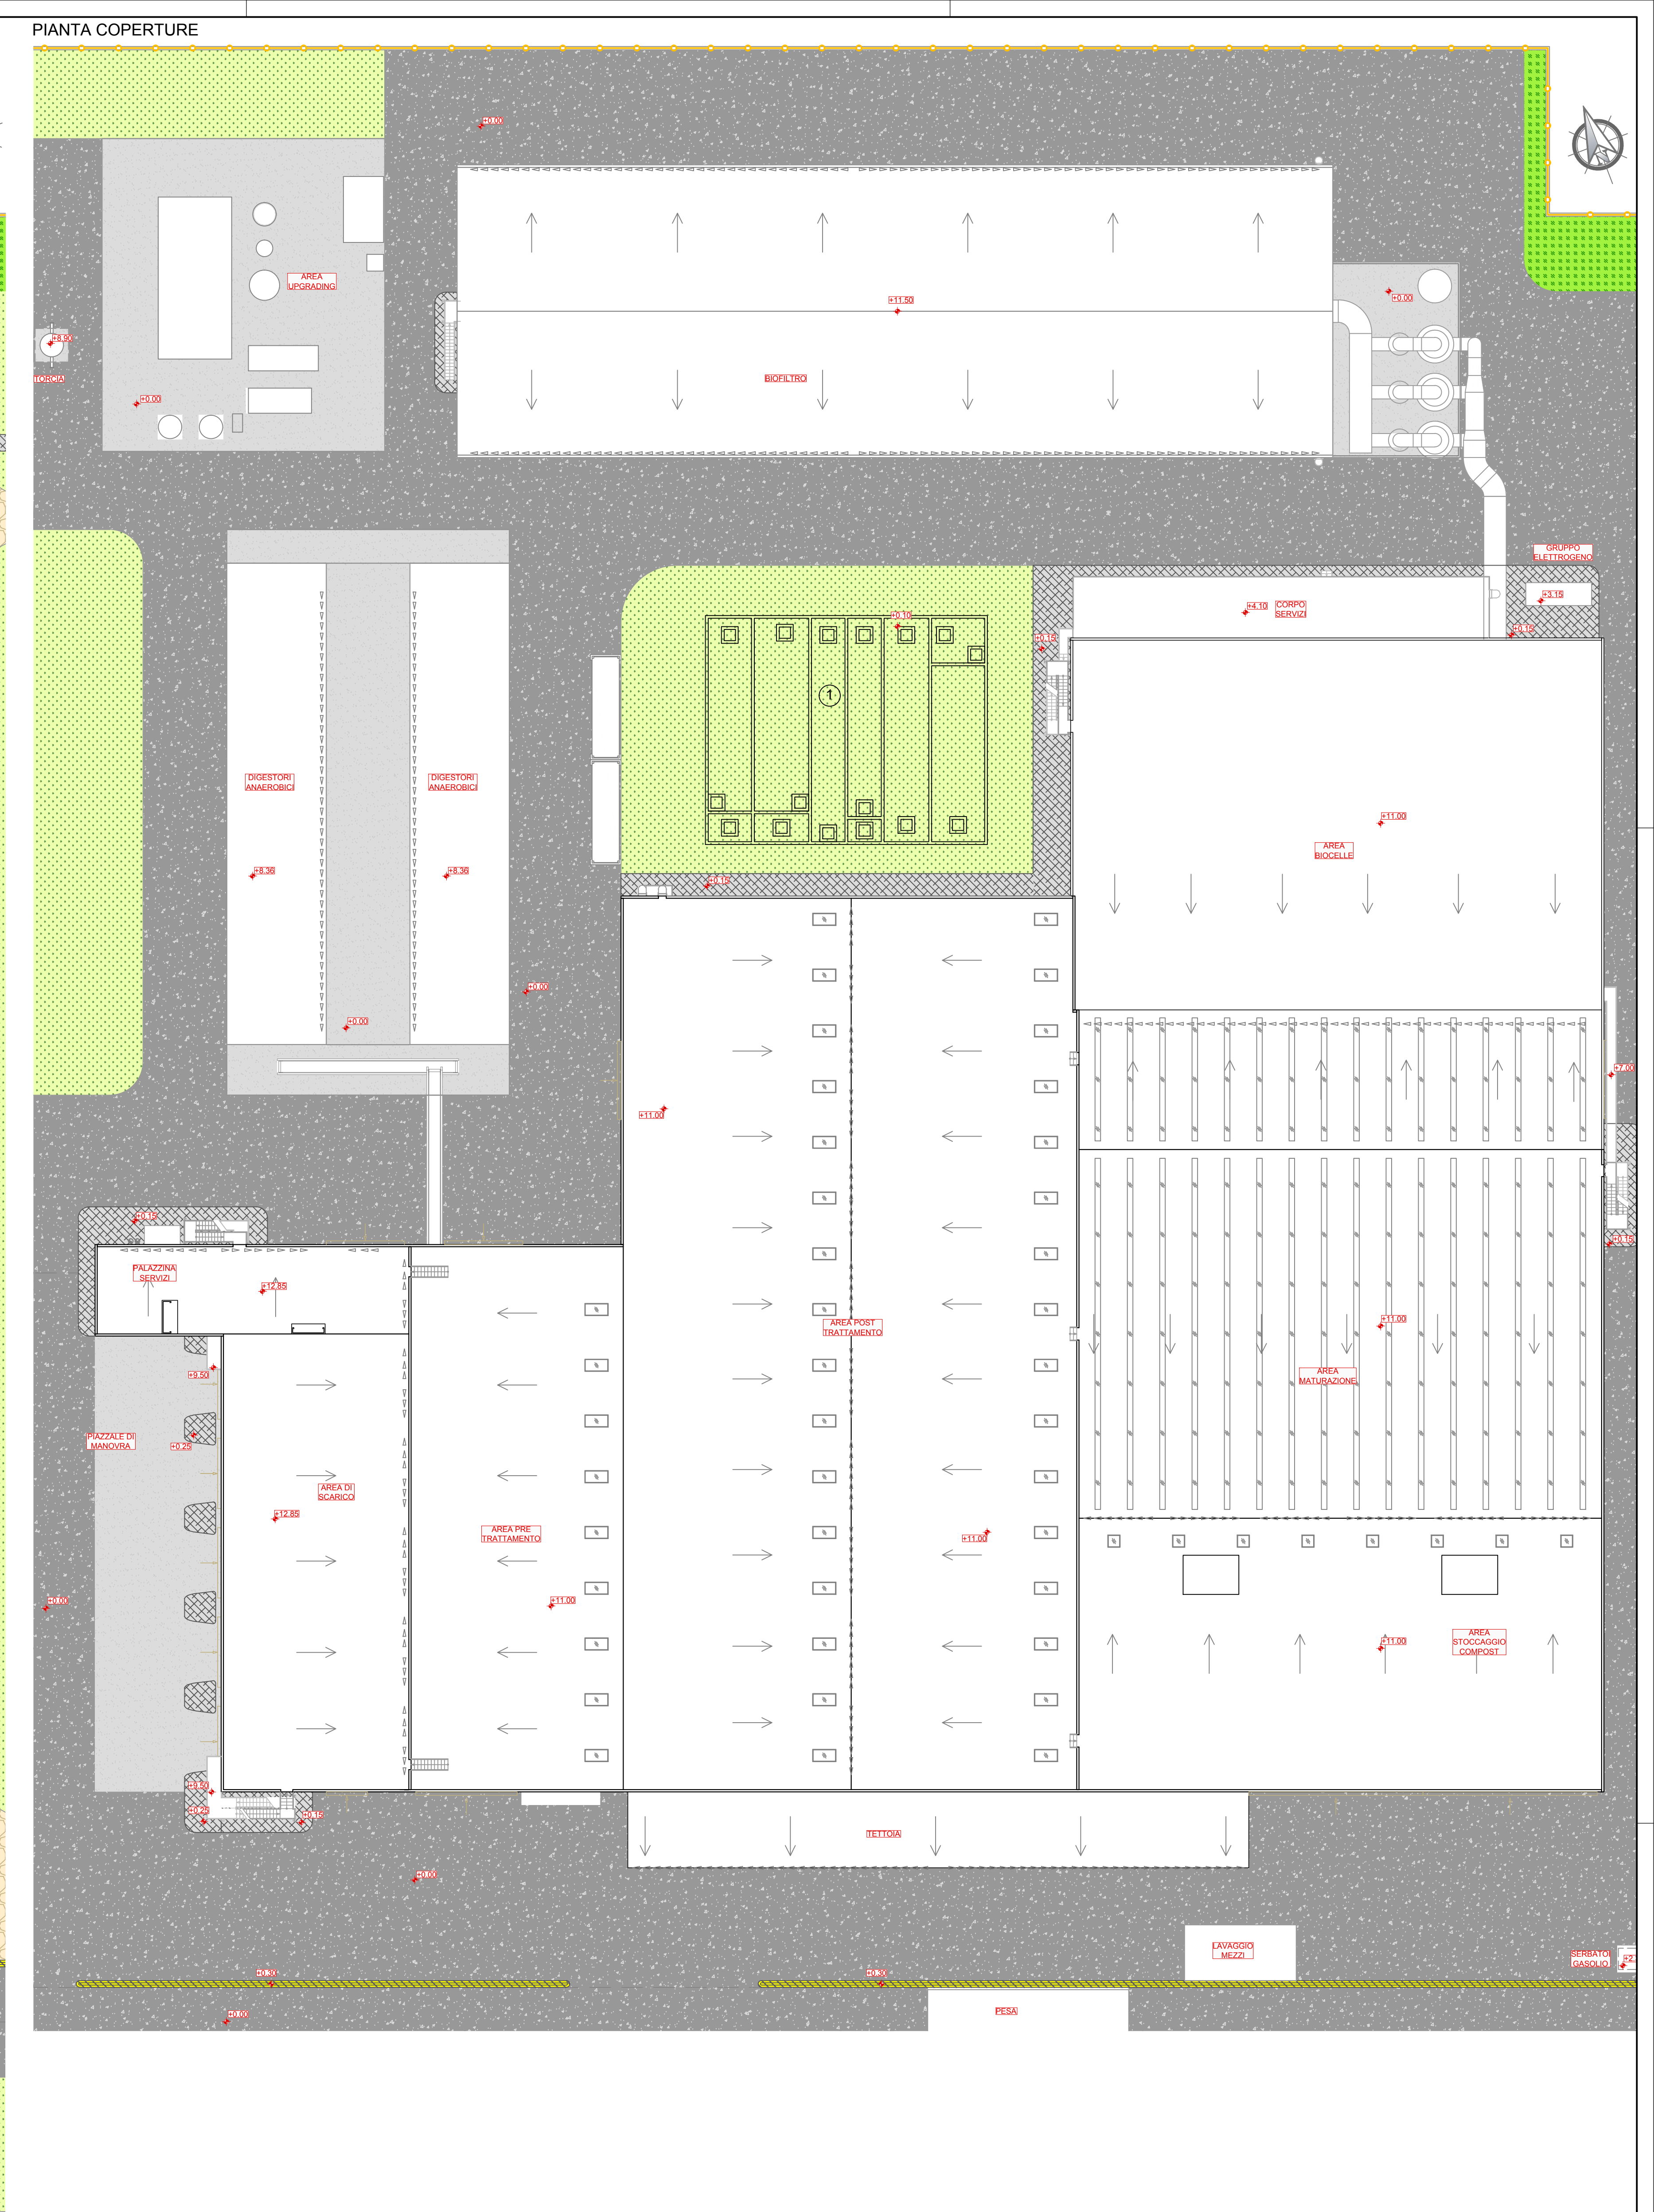 PIANTA COPERTURE
+0.00
AREA
UPGRADING
+11.50
+0.00
+8.90
TORCIA
BIOFILTRO
+0.00
GRUPPO
ELETTROGENO
+3.15
+4.10
CORPO
SERVIZI
+0.10
+0.15
+0.15
1
DIGESTORI
ANAEROBICI
DIGESTORI
ANAEROBICI
+11.00
AREA
BIOCELLE
+8.36
+8.36
+0.15
+0.00
+0.00
+7.00
+11.00
+0.15
+0.15
PALAZZINA
SERVIZI
+12.85
AREA POST
TRATTAMENTO
+11.00
AREA
MATURAZIONE
+9.50
PIAZZALE DI
MANOVRA
+0.25
AREA DI
SCARICO
+12.85
AREA PRE
TRATTAMENTO
+11.00
+11.00
+0.00
AREA
STOCCAGGIO
COMPOST
+11.00
+9.50
+0.25
+0.15
TETTOIA
+0.00
LAVAGGIO
MEZZI
SERBATOI
GASOLIO
+0.30
+0.30
+0.00
PESA